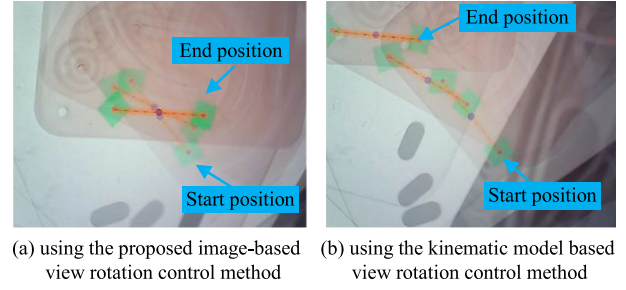 End position
Start position
End position
Start position
(a) using the proposed image-based
view rotation control method
(b) using the kinematic model based
view rotation control method